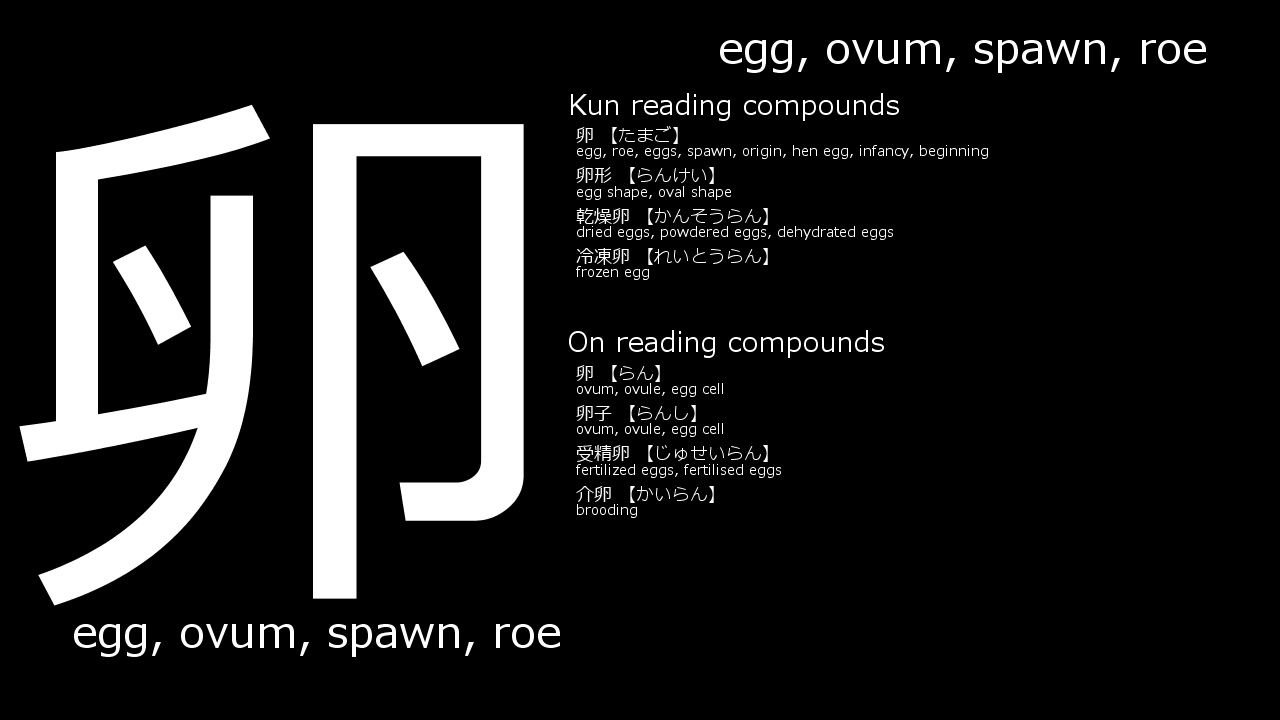 egg, ovum, spawn, roe
卵
Kun reading compounds
卵 【たまご】
egg, roe, eggs, spawn, origin, hen egg, infancy, beginning
卵形 【らんけい】
egg shape, oval shape
乾燥卵 【かんそうらん】
dried eggs, powdered eggs, dehydrated eggs
冷凍卵 【れいとうらん】
frozen egg
On reading compounds
卵 【らん】
ovum, ovule, egg cell
卵子 【らんし】
ovum, ovule, egg cell
受精卵 【じゅせいらん】
fertilized eggs, fertilised eggs
介卵 【かいらん】
brooding
egg, ovum, spawn, roe